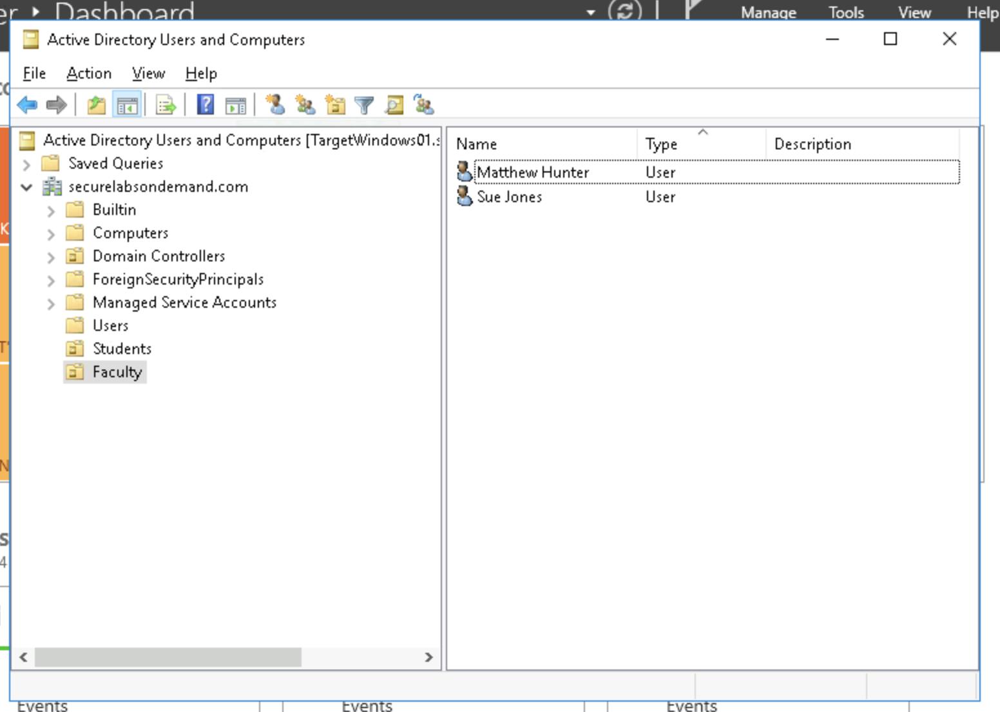 Dashboard
Manage Tools View Help
Active Directory Users and Computers
File Action View Help
Active Directory Users and Computers [TargetWindows01.s
Saved Queries
securelabsondemand.com
Builtin
Computers
Domain Controllers
ForeignSecurityPrincipals
Managed Service Accounts
Users
Students
Faculty
Name Type Description
Matthew Hunter User
Sue Jones User
Events Events Events